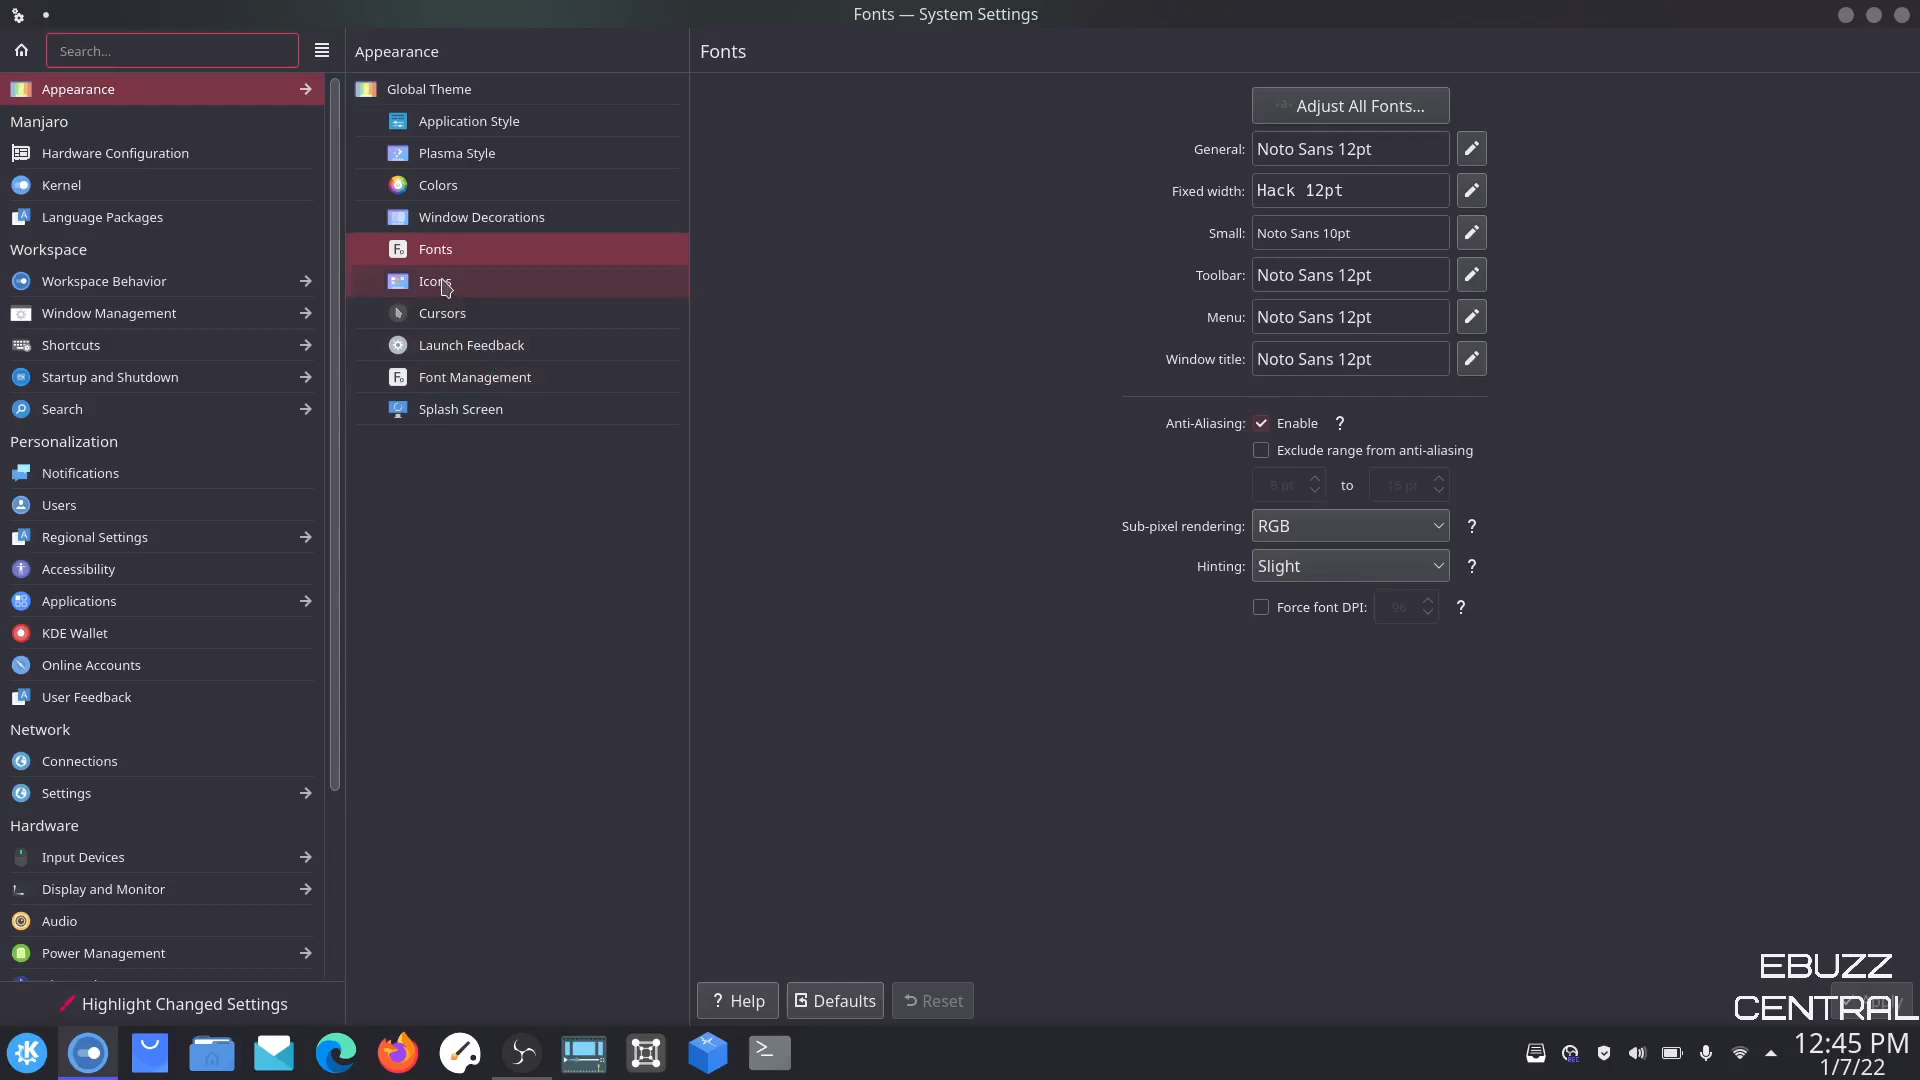 Fonts — System Settings
Search...
Appearance
Manjaro
Hardware Configuration
Kernel
Language Packages
Workspace
Workspace Behavior
Window Management
Shortcuts
Startup and Shutdown
Search
Personalization
Notifications
Users
Regional Settings
Accessibility
Applications
KDE Wallet
Online Accounts
User Feedback
Network
Connections
Settings
Hardware
Input Devices
Display and Monitor
Audio
Power Management
Highlight Changed Settings
Appearance
Global Theme
Application Style
Plasma Style
Colors
Window Decorations
Fonts
Icons
Cursors
Launch Feedback
Font Management
Splash Screen
Fonts
Adjust All Fonts...
General: Noto Sans 12pt
Fixed width: Hack 12pt
Small: Noto Sans 10pt
Toolbar: Noto Sans 12pt
Menu: Noto Sans 12pt
Window title: Noto Sans 12pt
Anti-Aliasing: Enable ?
Exclude range from anti-aliasing
8 pt to 15 pt
Sub-pixel rendering: RGB ?
Hinting: Slight ?
Force font DPI: 96 ?
? Help Defaults Reset
EBUZZ
CENTRAL
12:45 PM
1/7/22